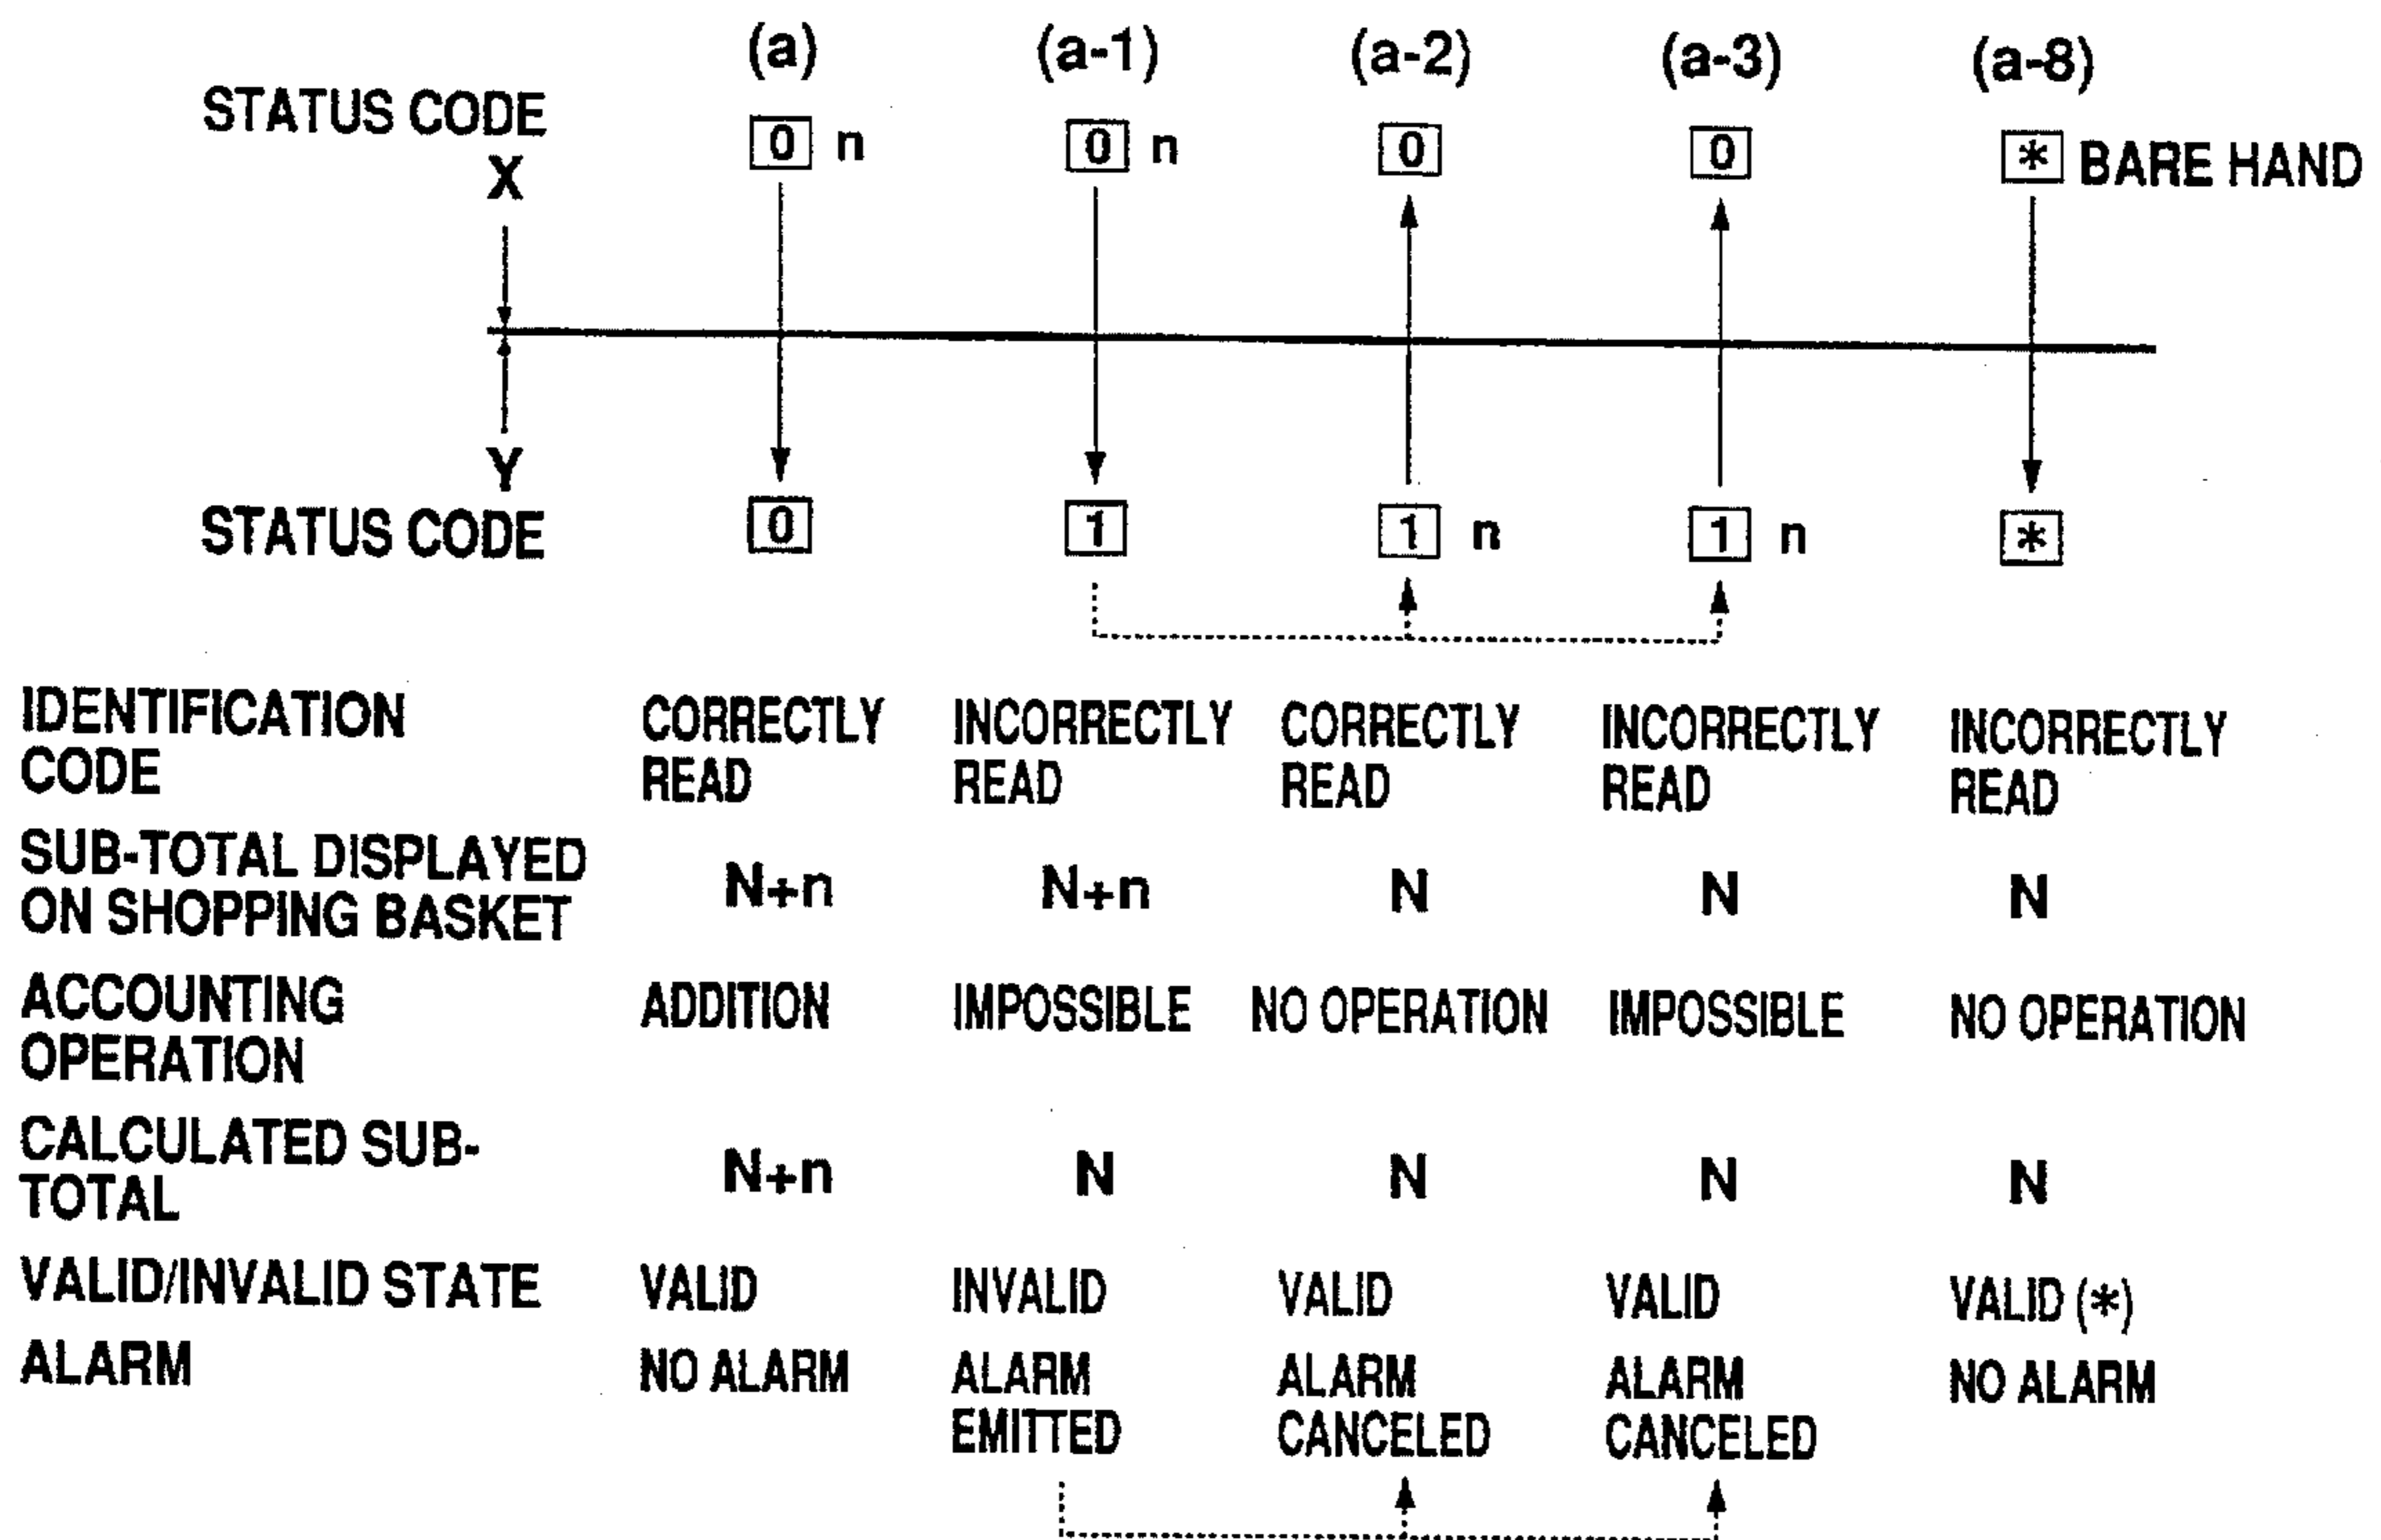 (a) (a-1) (a-2) (a-3) (a-8)
STATUS CODE 0 n 0 n 0 0 * BARE HAND
X
Y
STATUS CODE 0 1 1 n 1 n *
IDENTIFICATION CORRECTLY INCORRECTLY CORRECTLY INCORRECTLY INCORRECTLY
CODE READ READ READ READ READ
SUB-TOTAL DISPLAYED
ON SHOPPING BASKET N+n N+n N N N
ACCOUNTING ADDITION IMPOSSIBLE NO OPERATION IMPOSSIBLE NO OPERATION
OPERATION
CALCULATED SUB-
TOTAL N+n N N N N
VALID/INVALID STATE VALID INVALID VALID VALID VALID (*)
ALARM NO ALARM ALARM ALARM ALARM NO ALARM
EMITTED CANCELED CANCELED